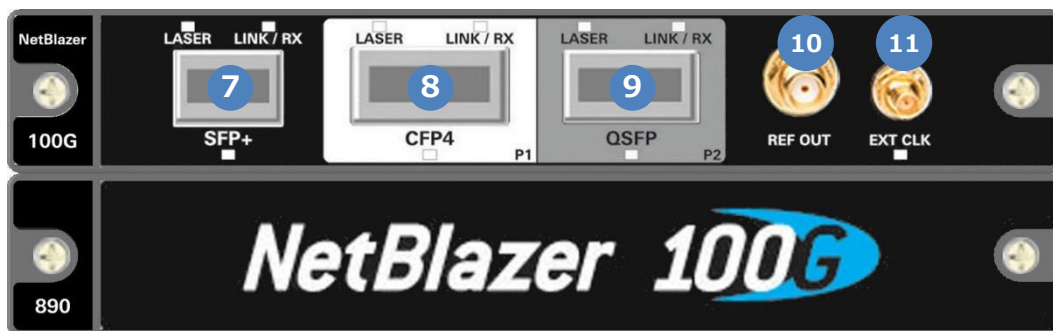 NetBlazer
LASER LINK / RX LASER LINK / RX LASER LINK / RX
7 8 9 10 11
100G SFP+ CFP4 QSFP REF OUT EXT CLK
P1 P2
NetBlazer 100G
890